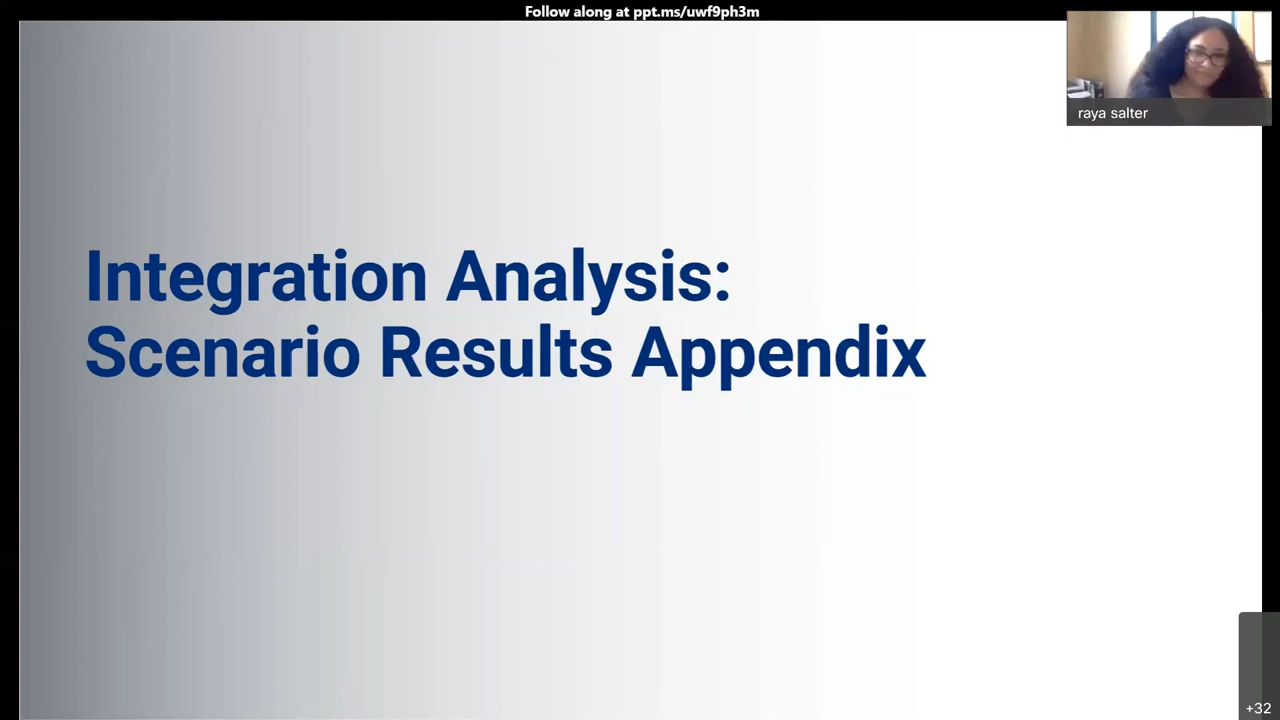 Follow along at ppt.ms/uwf9ph3m
raya salter
Integration Analysis:
Scenario Results Appendix
+32